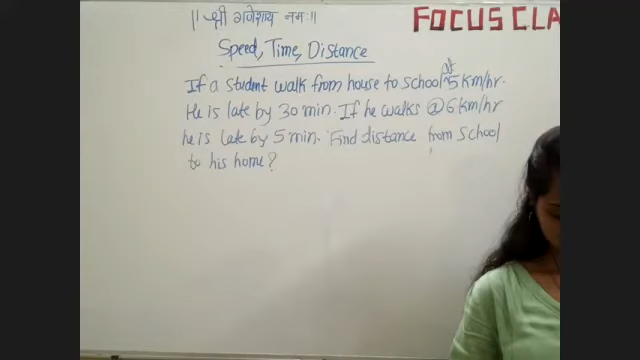 || श्री गणेशाय नमः ||
FOCUS CLA
Speed, Time, Distance
If a student walk from house to school at 5 km/hr.
He is late by 30 min. If he walks @ 6 km/hr
he is late by 5 min. Find distance from school
to his home?